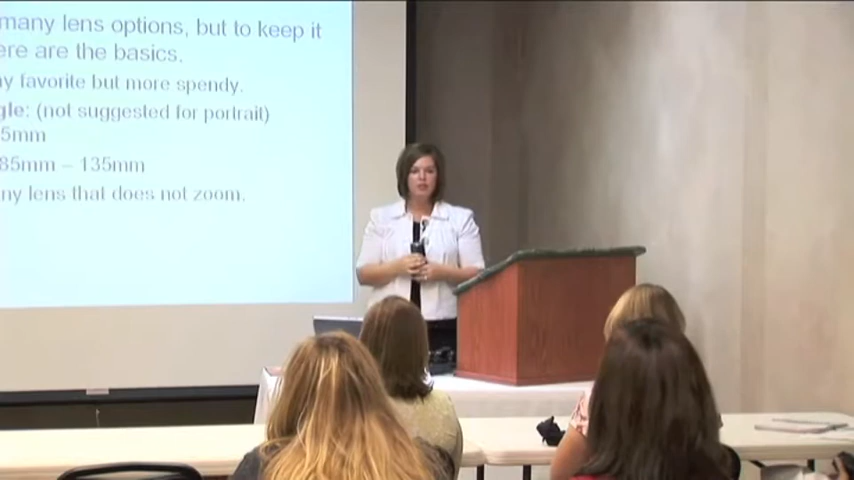 many lens options, but to keep it
ere are the basics.
y favorite but more spendy.
gle: (not suggested for portrait)
5mm
85mm – 135mm
ny lens that does not zoom.